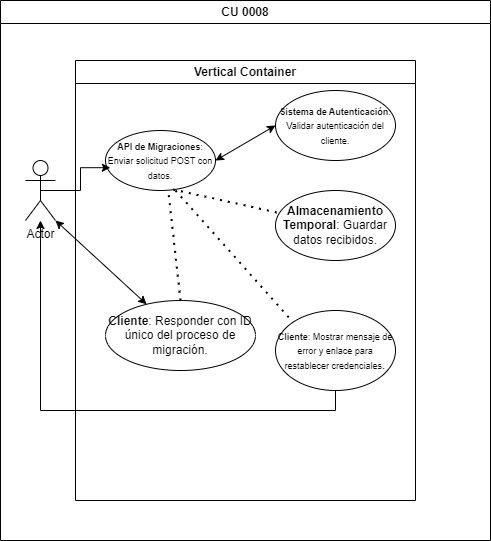 CU 0008
Vertical Container
Sistema de Autenticación:
Validar autenticación del
cliente.
API de Migraciones:
Enviar solicitud POST con
datos.
Almacenamiento
Temporal: Guardar
datos recibidos.
Actor
Cliente: Responder con ID
único del proceso de
migración.
Cliente: Mostrar mensaje de
error y enlace para
restablecer credenciales.